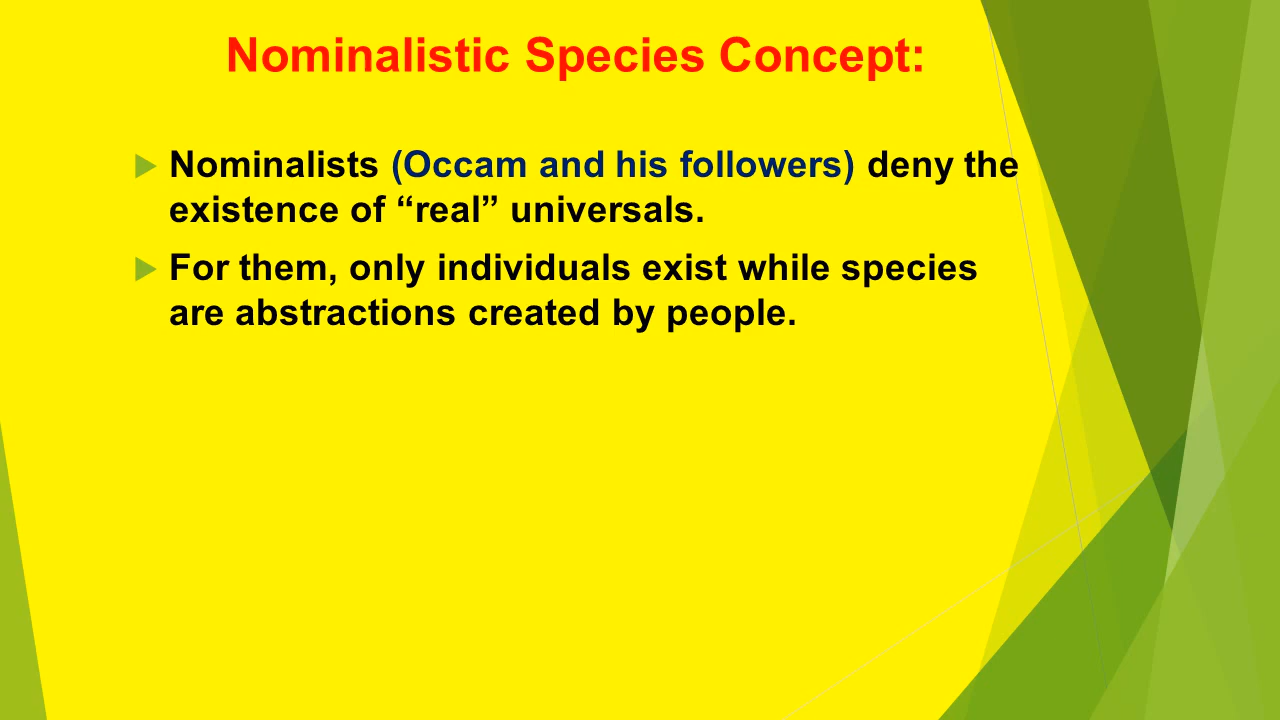 Nominalistic Species Concept:
Nominalists (Occam and his followers) deny the
existence of “real” universals.
For them, only individuals exist while species
are abstractions created by people.